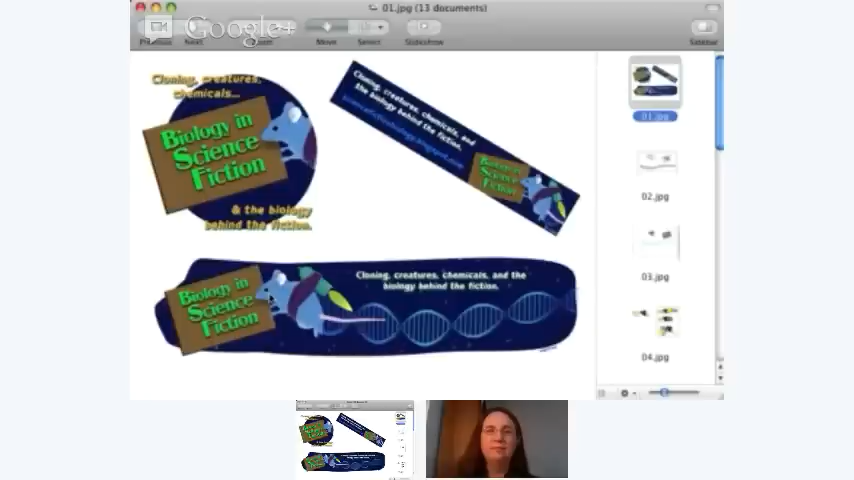 01.jpg (13 documents)
Google+
Previous
Next
Move
Select
Slideshow
Sidebar
Cloning, creatures,
chemicals...
Biology in
Science
Fiction
& the biology
behind the fiction.
Cloning, creatures, chemicals, and
the biology behind the fiction.
Biology in
Science
Fiction
Biology in
Science
Fiction
Cloning, creatures, chemicals, and the
biology behind the fiction.
01.jpg
02.jpg
03.jpg
04.jpg